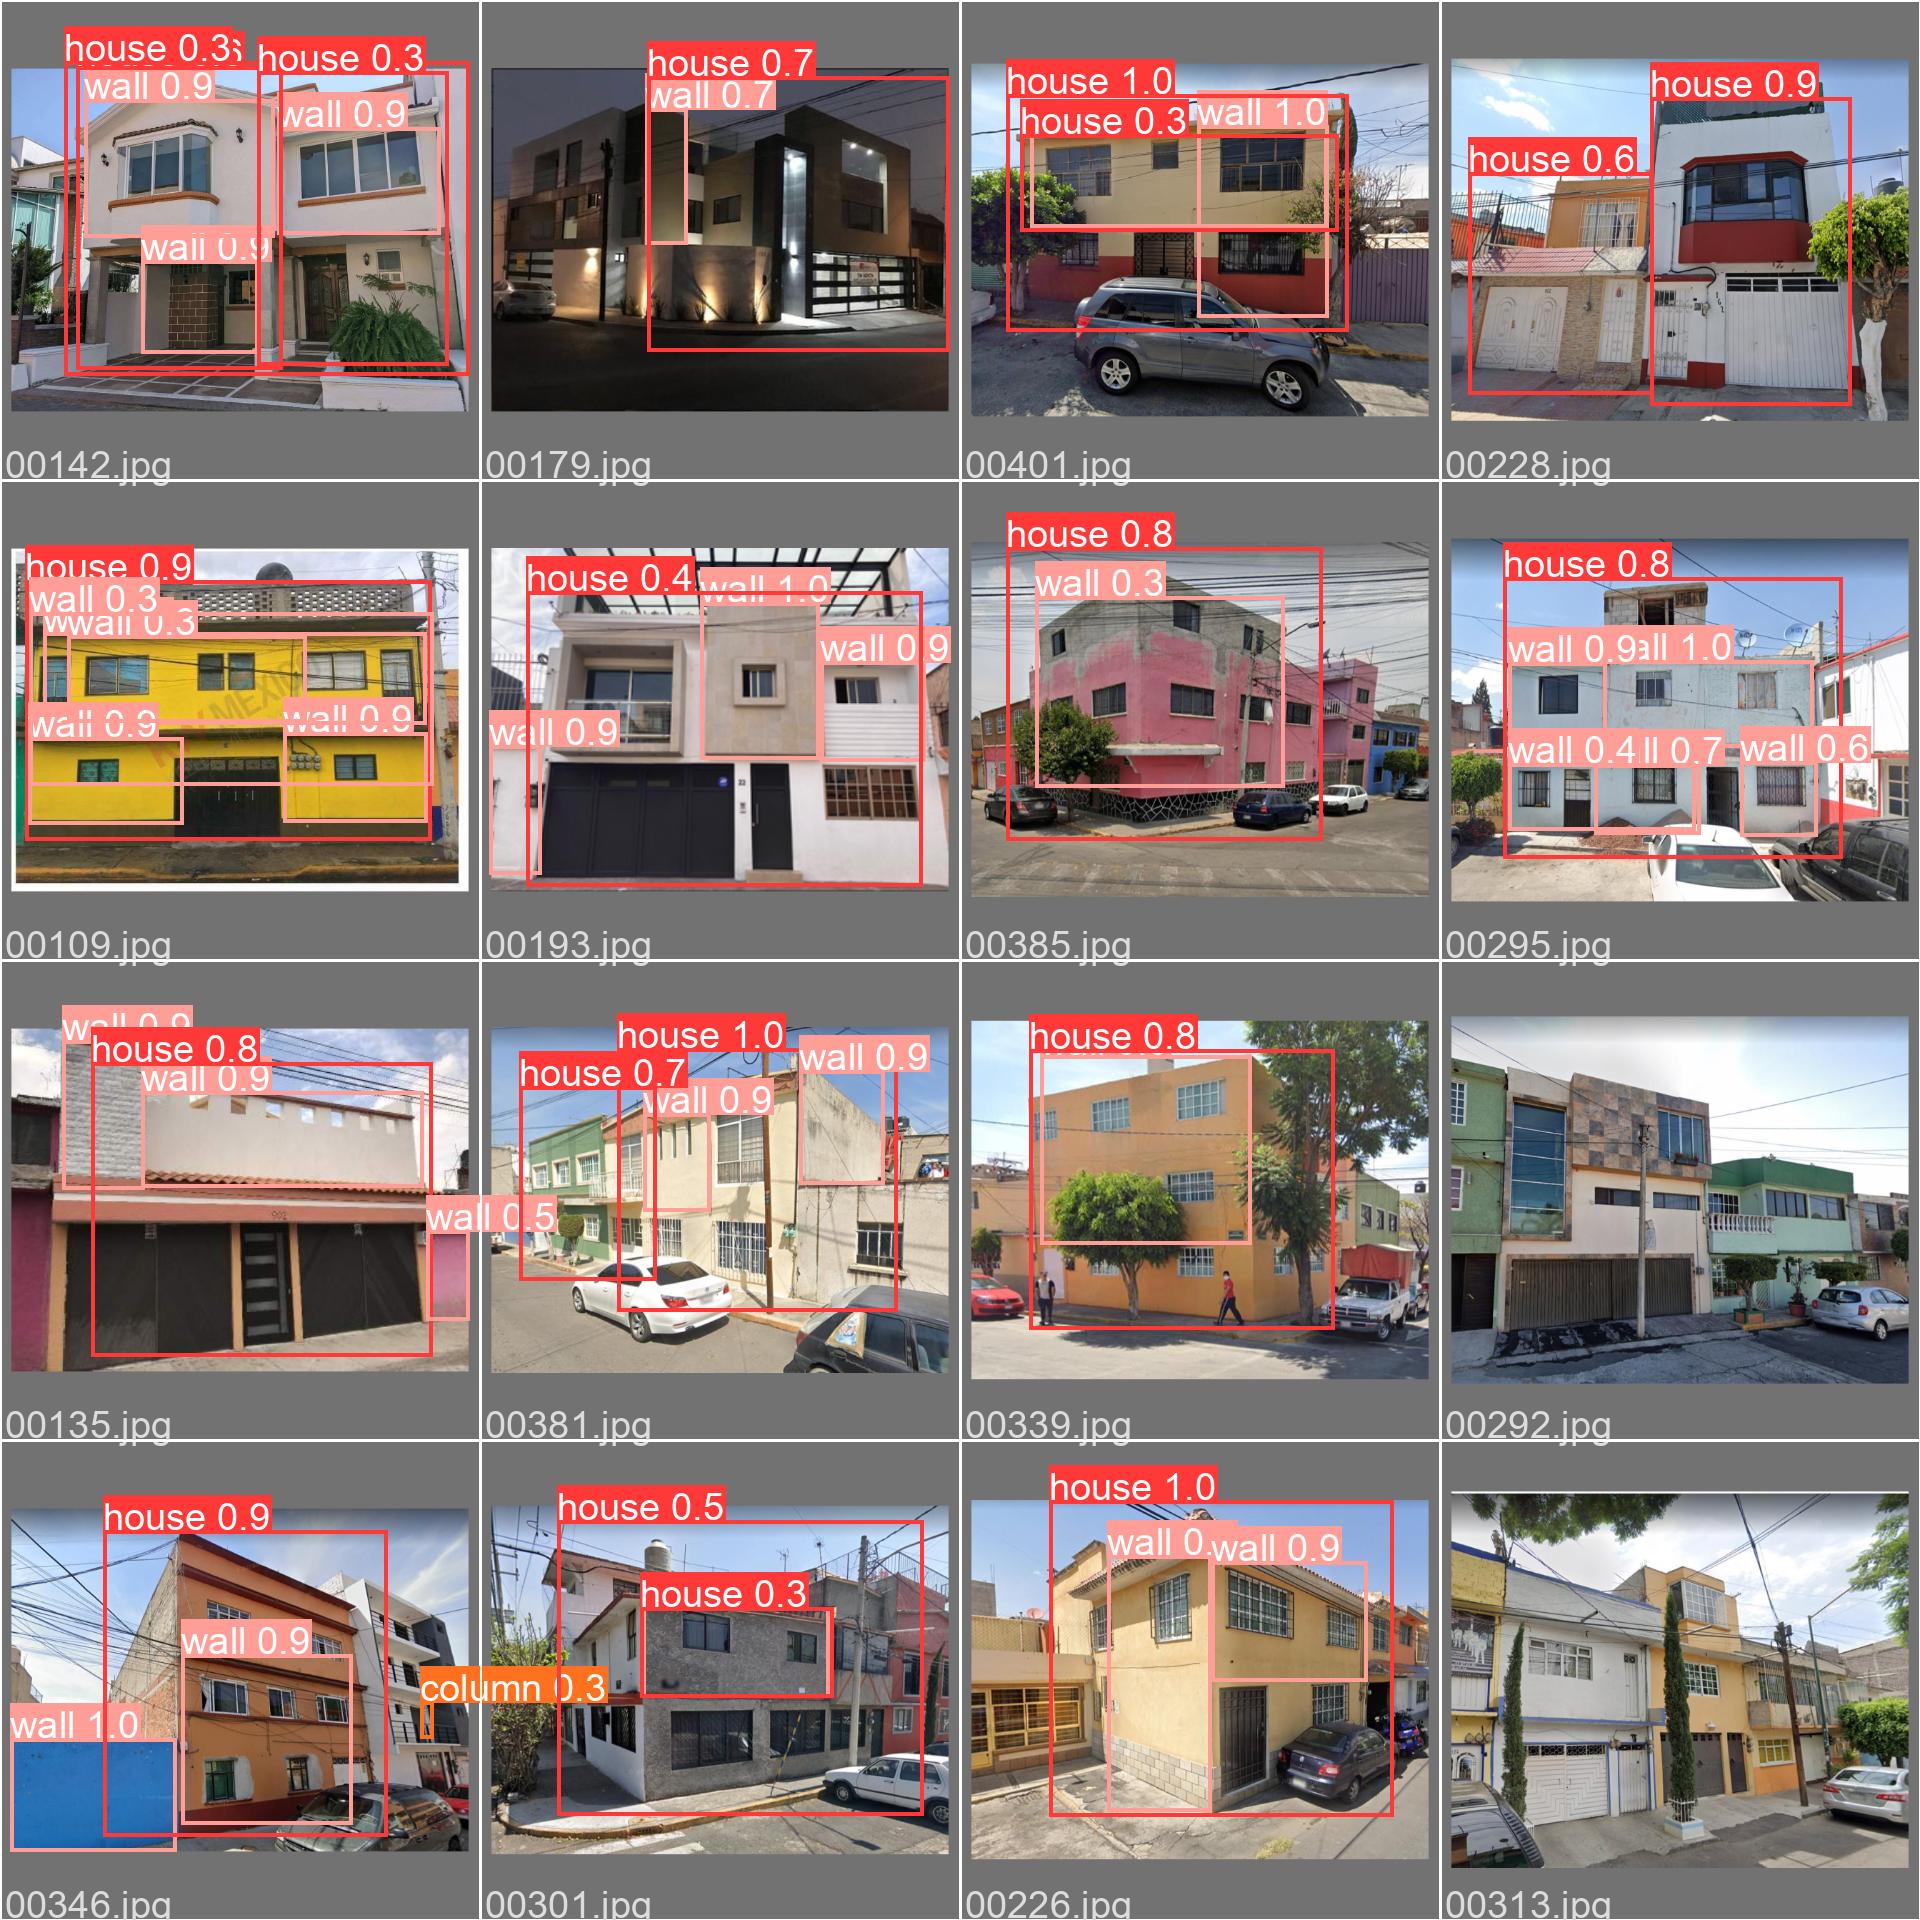 house 0.3
house 0.3
wall 0.9
wall 0.9
wall 0.9
00142.jpg
house 0.7
wall 0.7
00179.jpg
house 1.0
house 0.3
wall 1.0
00401.jpg
house 0.9
house 0.6
00228.jpg
house 0.9
wall 0.3
wall 0.3
wall 0.9
wall 0.9
MEXIC
00109.jpg
house 0.4
wall 1.0
wall 0.9
wall 0.9
22
00193.jpg
house 0.8
wall 0.3
00385.jpg
house 0.8
wall 0.9
all 1.0
wall 0.4
ll 0.7
wall 0.6
00295.jpg
wall 0.9
house 0.8
wall 0.9
wall 0.5
00135.jpg
house 1.0
house 0.7
wall 0.9
wall 0.9
00381.jpg
house 0.8
00339.jpg
00292.jpg
house 0.9
wall 0.9
wall 1.0
column 0.3
00346.jpg
house 0.5
house 0.3
00301.jpg
house 1.0
wall 0.
wall 0.9
00226.jpg
00313.jpg